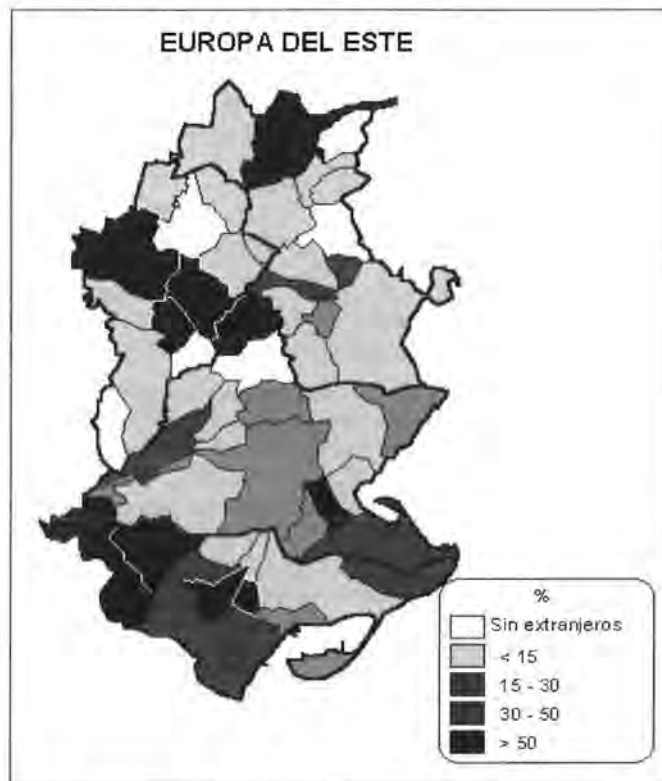 EUROPA DEL ESTE
%
Sin extranjeros
< 15
15 - 30
30 - 50
> 50